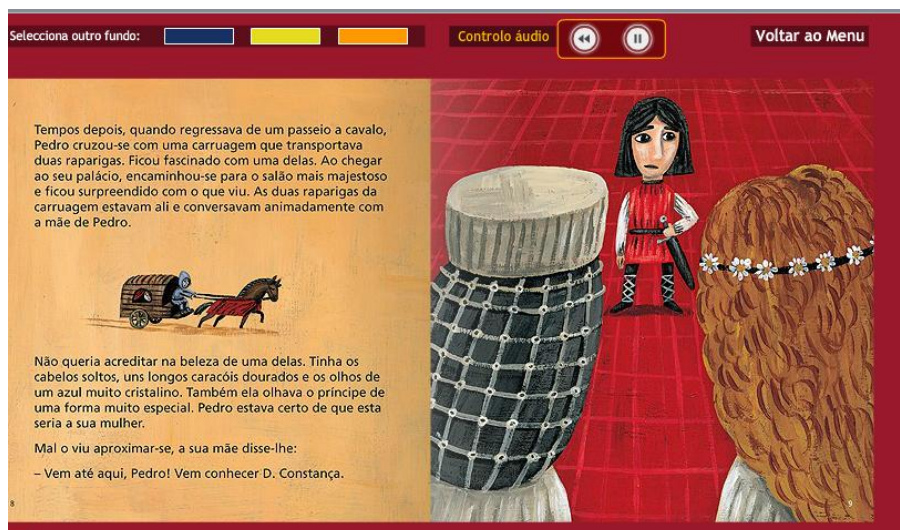 Selecciona outro fundo:
Controlo áudio
Voltar ao Menu
Tempos depois, quando regressava de um passeio a cavalo,
Pedro cruzou-se com uma carruagem que transportava
duas raparigas. Ficou fascinado com uma delas. Ao chegar
ao seu palácio, encaminhou-se para o salão mais majestoso
e ficou surpreendido com o que viu. As duas raparigas da
carruagem estavam ali e conversavam animadamente com
a mãe de Pedro.
Não queria acreditar na beleza de uma delas. Tinha os
cabelos soltos, uns longos caracóis dourados e os olhos de
um azul muito cristalino. Também ela olhava o príncipe de
uma forma muito especial. Pedro estava certo de que esta
seria a sua mulher.
Mal o viu aproximar-se, a sua mãe disse-lhe:
– Vem até aqui, Pedro! Vem conhecer D. Constança.
8
9